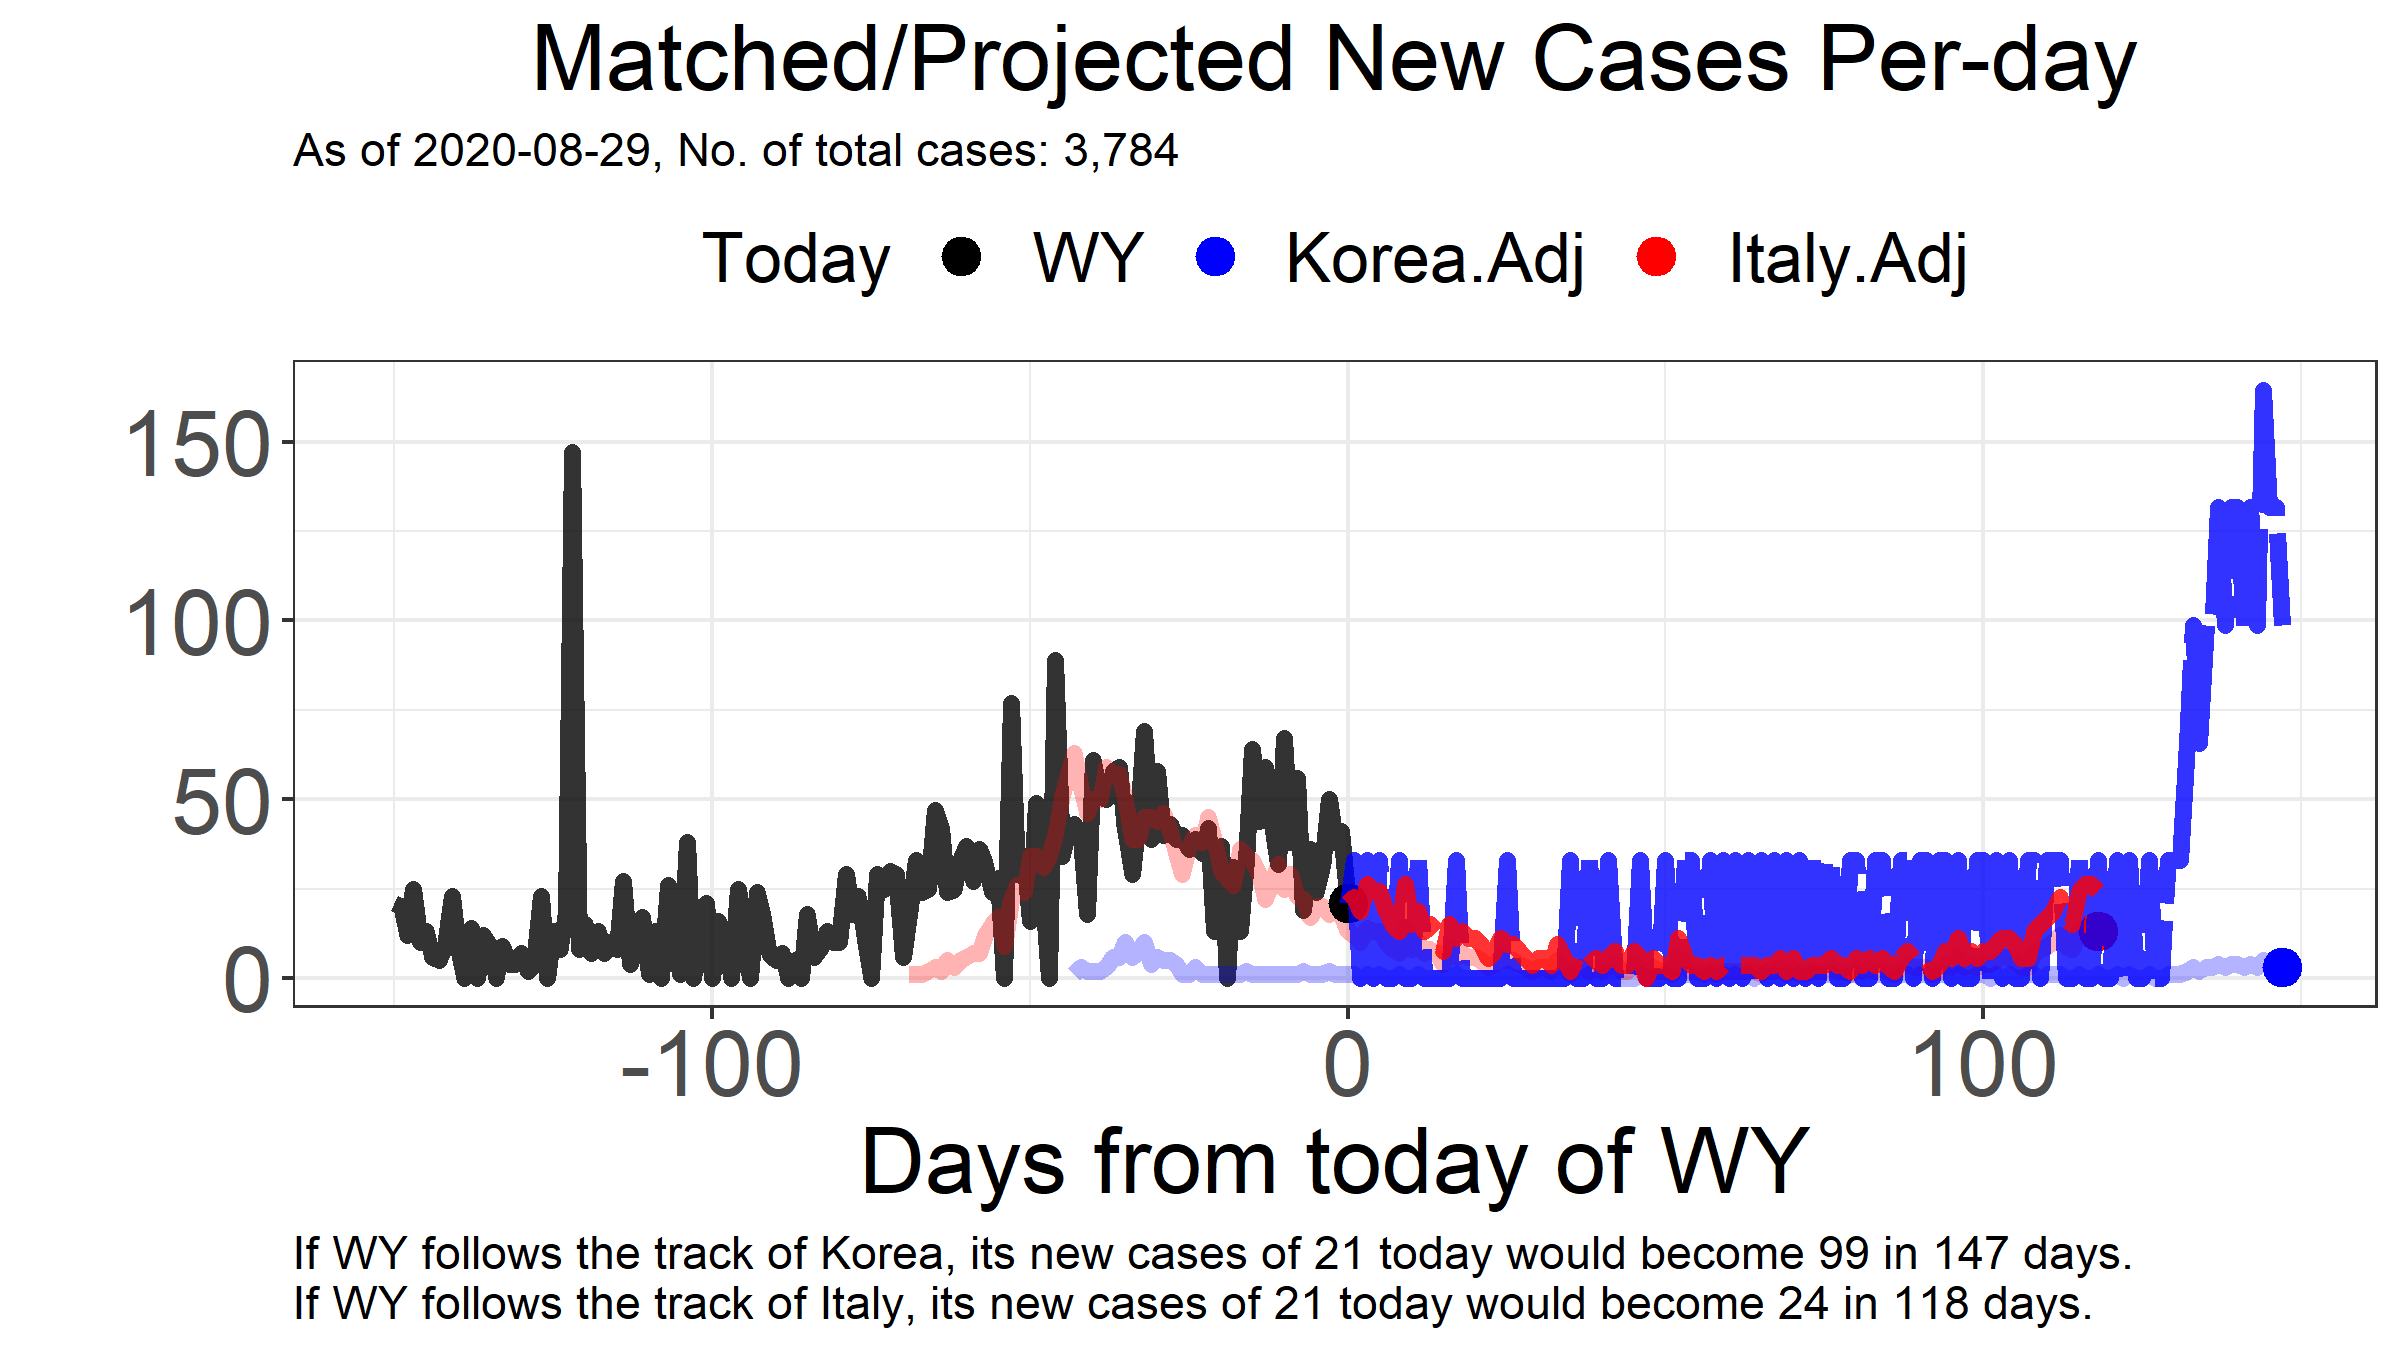 Matched/Projected New Cases Per-day
As of 2020-08-29, No. of total cases: 3,784
Today WY Korea.Adj Italy.Adj
150
100
50
0
-100 0 100
Days from today of WY
If WY follows the track of Korea, its new cases of 21 today would become 99 in 147 days.
If WY follows the track of Italy, its new cases of 21 today would become 24 in 118 days.